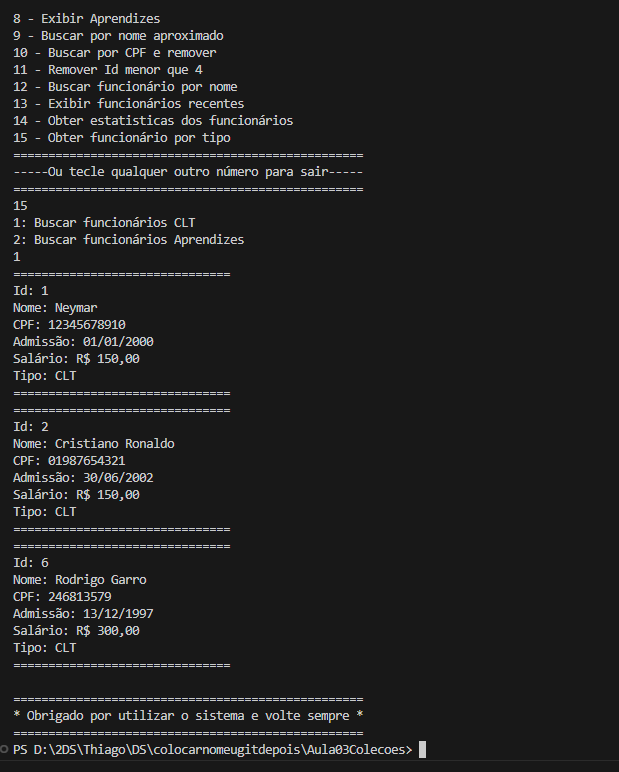 8 - Exibir Aprendizes
9 - Buscar por nome aproximado
10 - Buscar por CPF e remover
11 - Remover Id menor que 4
12 - Buscar funcionário por nome
13 - Exibir funcionários recentes
14 - Obter estatisticas dos funcionários
15 - Obter funcionário por tipo
==================================================
-----Ou tecle qualquer outro número para sair-----
==================================================
15
1: Buscar funcionários CLT
2: Buscar funcionários Aprendizes
1
===============================
Id: 1
Nome: Neymar
CPF: 12345678910
Admissão: 01/01/2000
Salário: R$ 150,00
Tipo: CLT
===============================
===============================
Id: 2
Nome: Cristiano Ronaldo
CPF: 01987654321
Admissão: 30/06/2002
Salário: R$ 150,00
Tipo: CLT
===============================
===============================
Id: 6
Nome: Rodrigo Garro
CPF: 246813579
Admissão: 13/12/1997
Salário: R$ 300,00
Tipo: CLT
===============================
==================================================
* Obrigado por utilizar o sistema e volte sempre *
==================================================
PS D:\2DS\Thiago\DS\colocarnomeugitdepois\Aula03Colecoes>